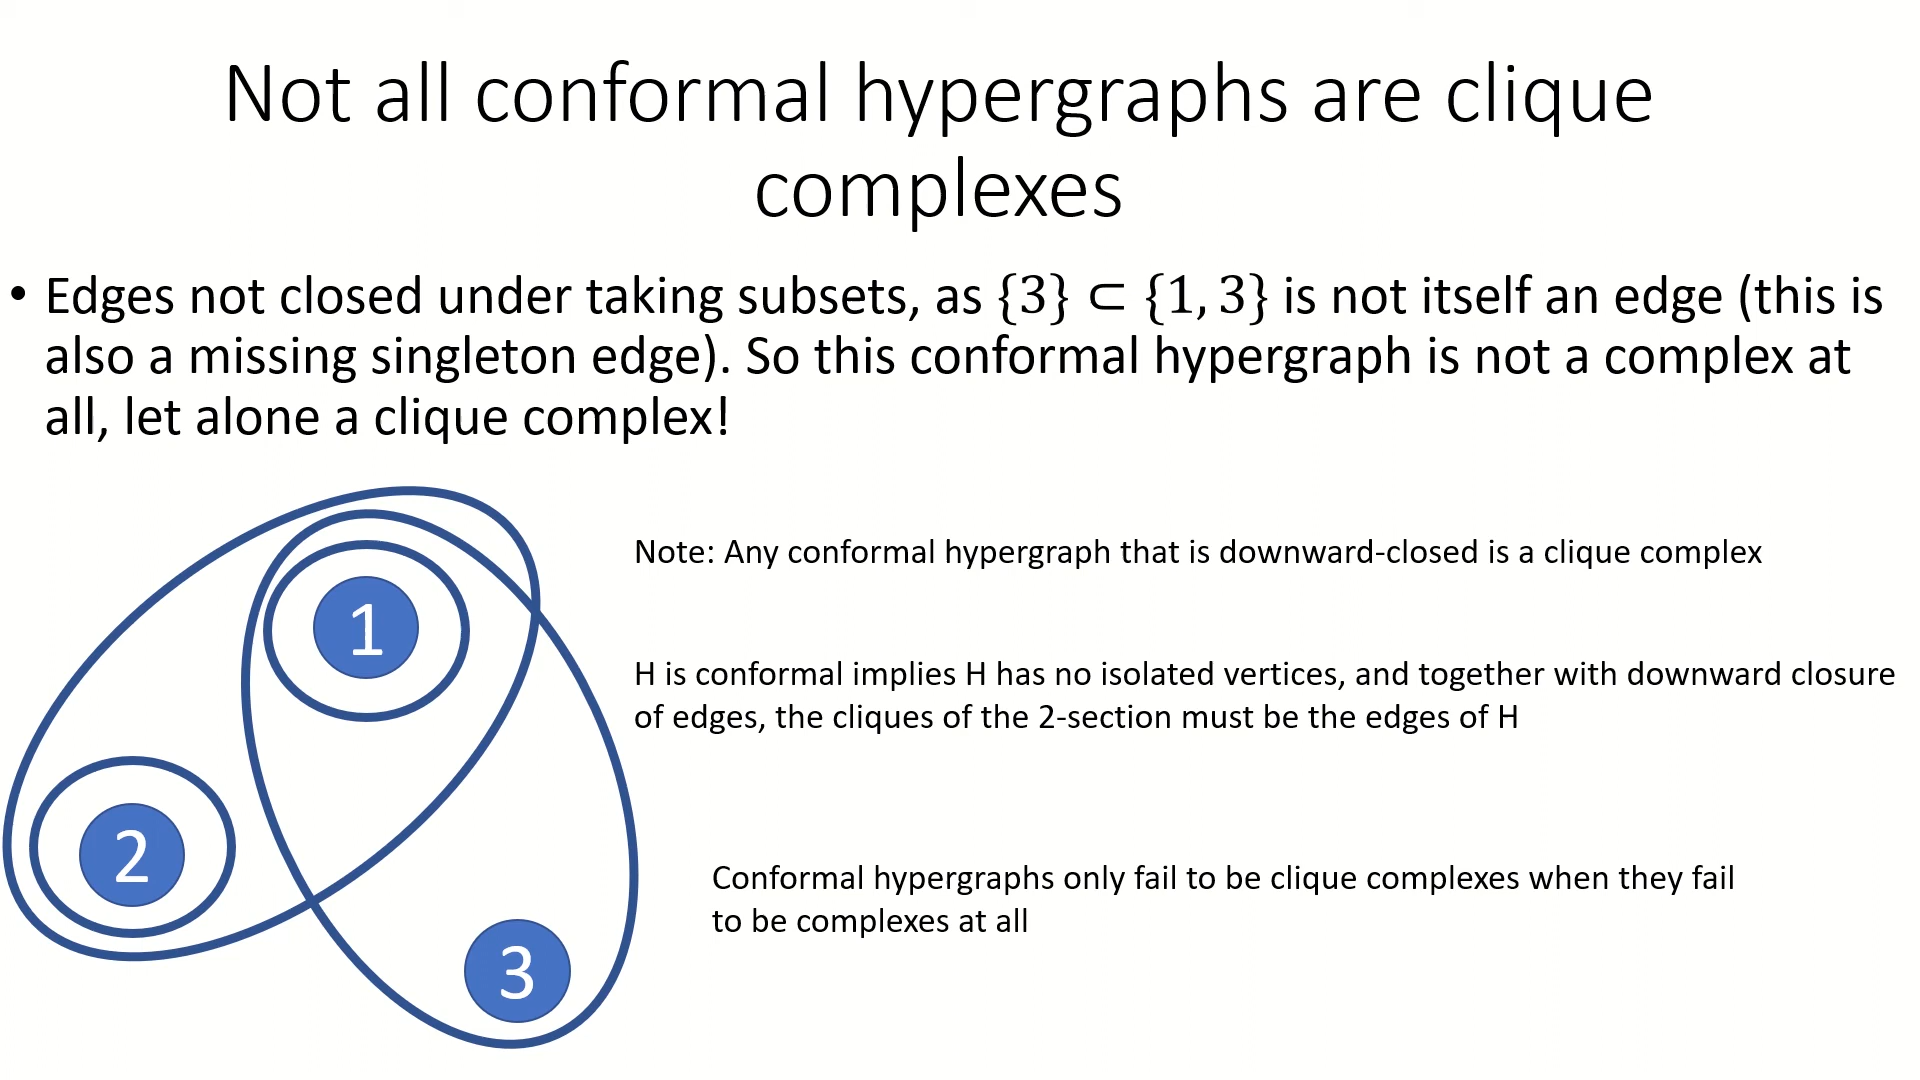 Not all conformal hypergraphs are clique
complexes
• Edges not closed under taking subsets, as {3} ⊂ {1, 3} is not itself an edge (this is
also a missing singleton edge). So this conformal hypergraph is not a complex at
all, let alone a clique complex!
Note: Any conformal hypergraph that is downward-closed is a clique complex
1
H is conformal implies H has no isolated vertices, and together with downward closure
of edges, the cliques of the 2-section must be the edges of H
2
Conformal hypergraphs only fail to be clique complexes when they fail
to be complexes at all
3